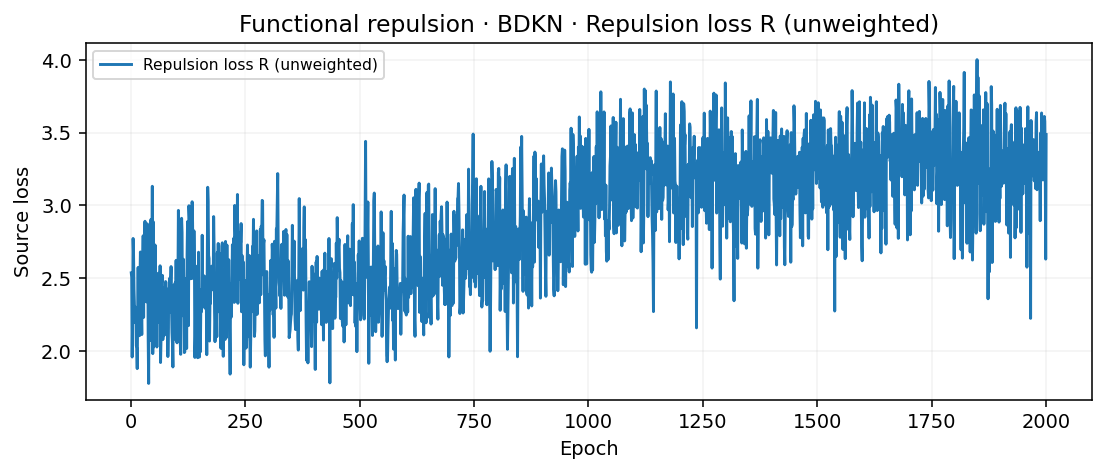 Functional repulsion · BDKN · Repulsion loss R (unweighted)
Repulsion loss R (unweighted)
Source loss
4.0
3.5
3.0
2.5
2.0
0 250 500 750 1000 1250 1500 1750 2000
Epoch